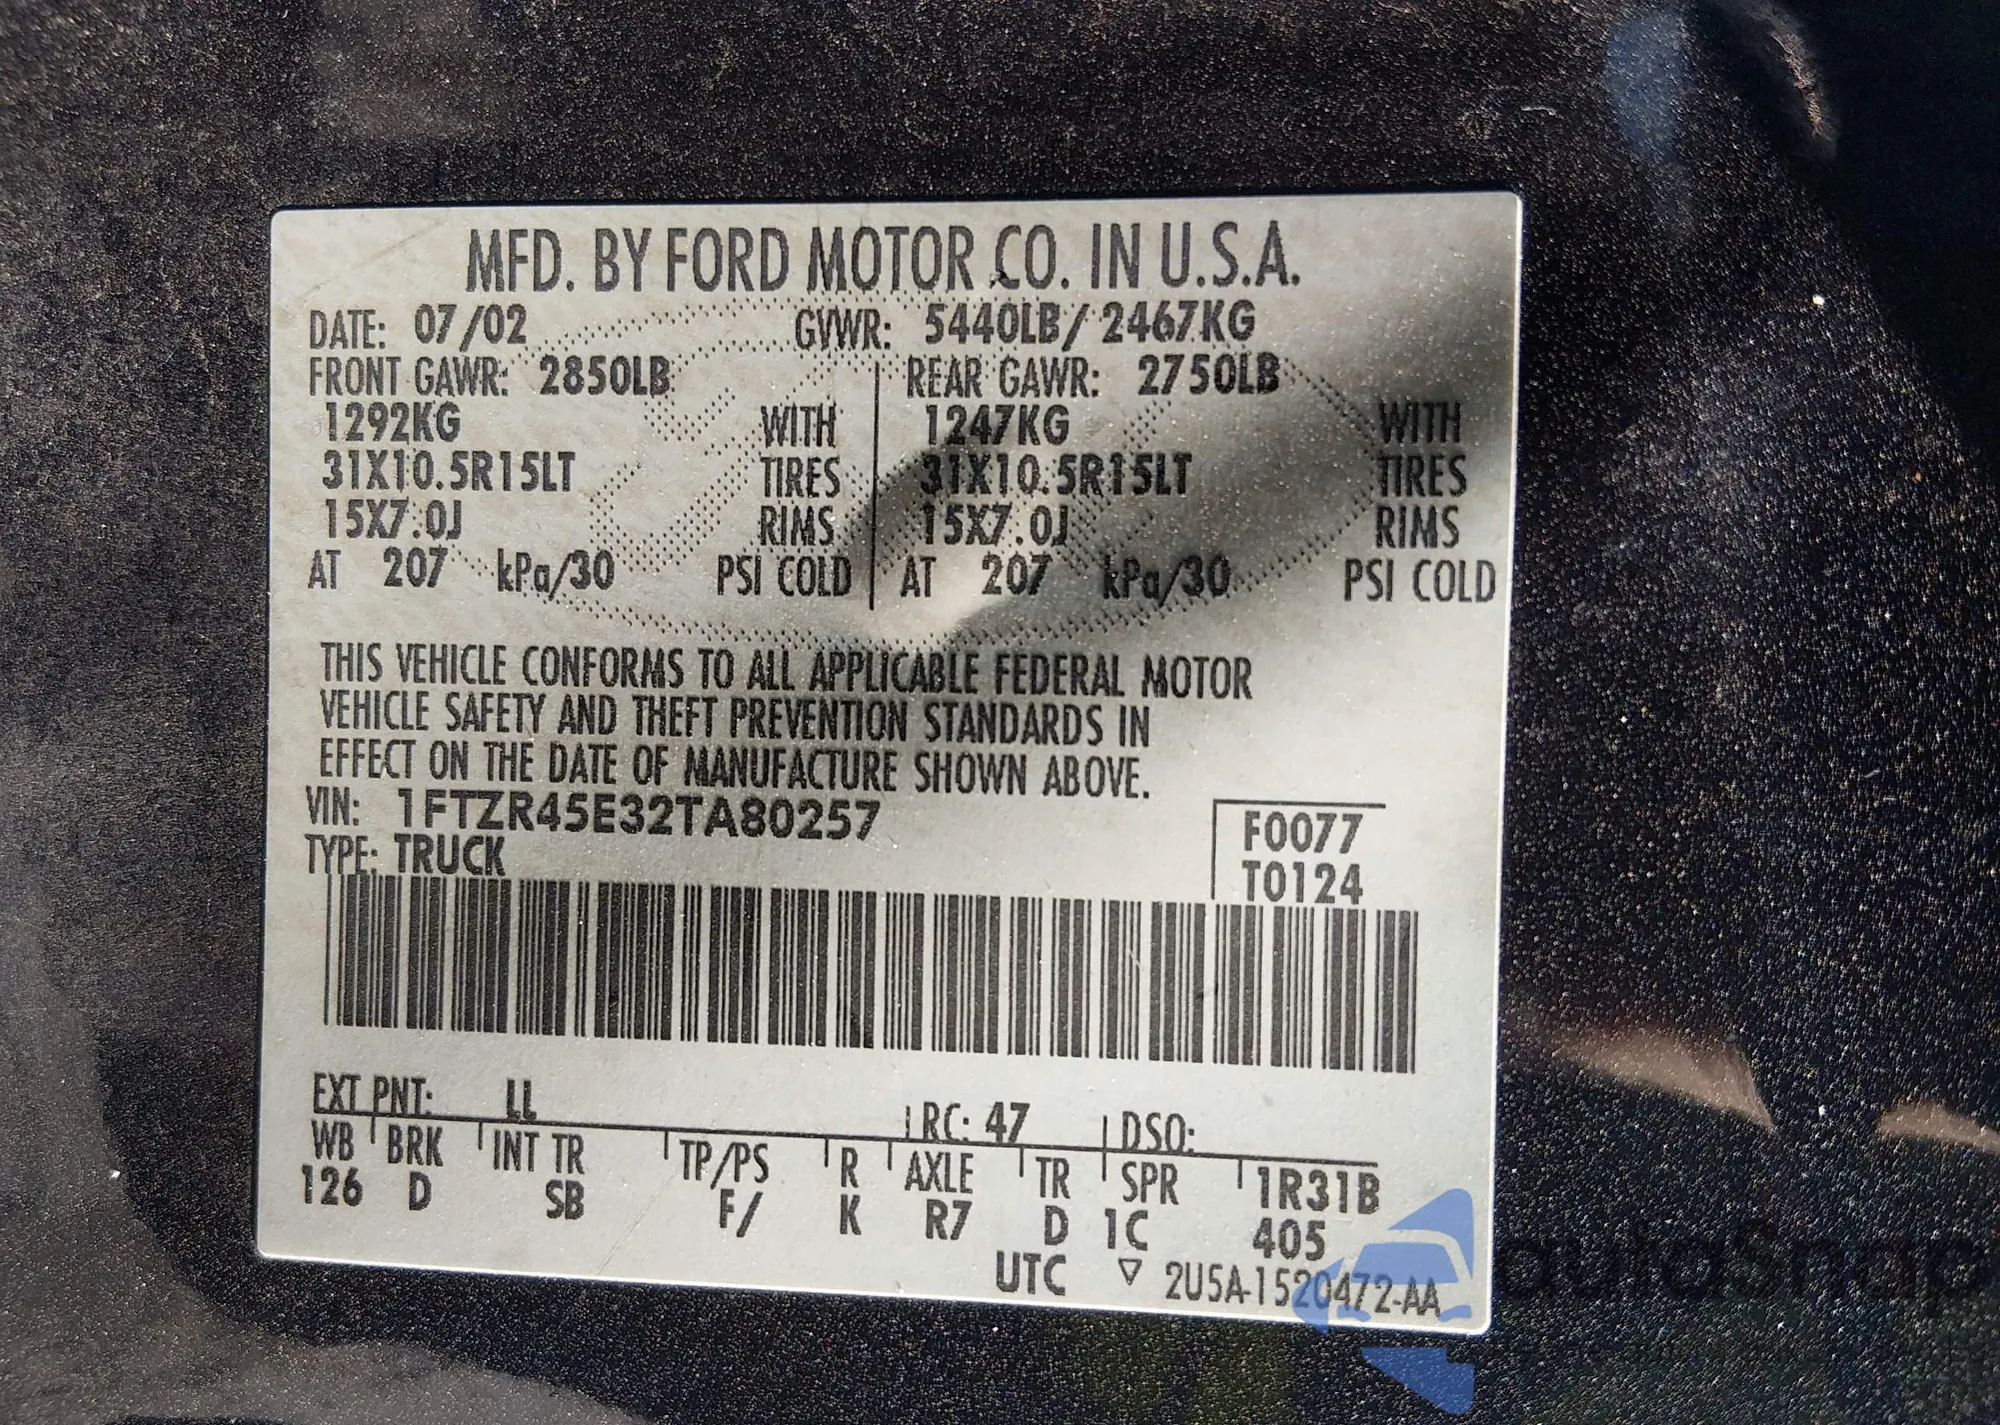 MFD. BY FORD MOTOR CO. IN U.S.A.
DATE: 07/02 GVWR: 5440LB/ 2467KG
FRONT GAWR: 2850LB REAR GAWR: 2750LB
1292KG WITH 1247KG WITH
31X10.5R15LT TIRES 31X10.5R15LT TIRES
15X7.0J RIMS 15X7.0J RIMS
AT 207 kPa/30 PSI COLD AT 207 kPa/30 PSI COLD
THIS VEHICLE CONFORMS TO ALL APPLICABLE FEDERAL MOTOR
VEHICLE SAFETY AND THEFT PREVENTION STANDARDS IN
EFFECT ON THE DATE OF MANUFACTURE SHOWN ABOVE.
VIN: 1FTZR45E32TA80257
TYPE: TRUCK
F0077
T0124
EXT PNT: LL RC: 47 DSO:
WB BRK INT TR TP/PS R AXLE TR SPR 1R31B
126 D SB F/ K R7 D 1C 405
UTC ▽ 2U5A-1520472-AA
AutoSnap